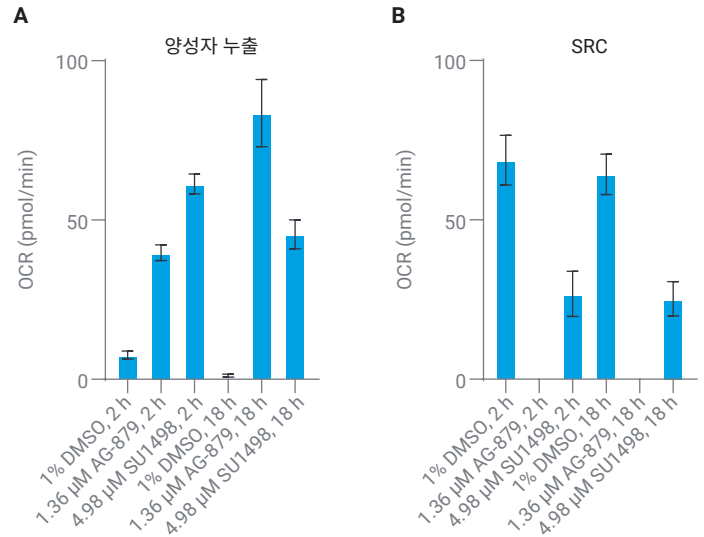 A
양성자 누출
100
50
0
OCR (pmol/min)
1% DMSO, 2 h
1.36 μM AG-879, 2 h
4.98 μM SU1498, 2 h
1% DMSO, 18 h
1.36 μM AG-879, 18 h
4.98 μM SU1498, 18 h
B
SRC
100
50
0
OCR (pmol/min)
1% DMSO, 2 h
1.36 μM AG-879, 2 h
4.98 μM SU1498, 2 h
1% DMSO, 18 h
1.36 μM AG-879, 18 h
4.98 μM SU1498, 18 h